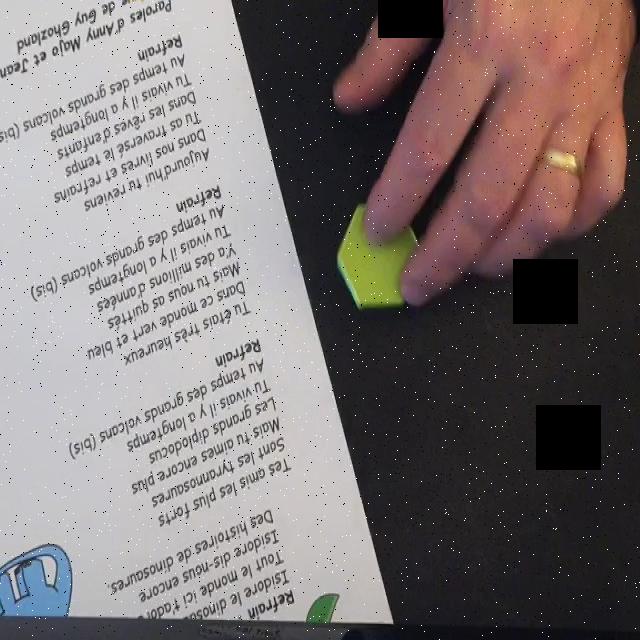 Refrain
Isidore le
Tout le monde ici
Isidore dis-nous encore
Des histoires de dinosaures.
Tes amis les plus forts
Sont les tyrannosaures
Mais tu aimes encore plus
Les grands diplodocus
Tu vivais il y a longtemps
Au temps des grands volcans (bis)
Refrain
Tu étais très heureux
Dans ce monde vert et bleu
Mais tu nous as quittés
Y'a des millions d'années
Tu vivais il y a longtemps
Au temps des grands volcans (bis)
Refrain
Aujourd'hui tu reviens
Dans nos livres et refrains
Tu as traversé le temps
Dans les rêves d'enfants
Tu vivais il y a longtemps
Au temps des grands volcans (bis)
Refrain
Paroles d'Anny Majo et Jean
de Guy Ghozland